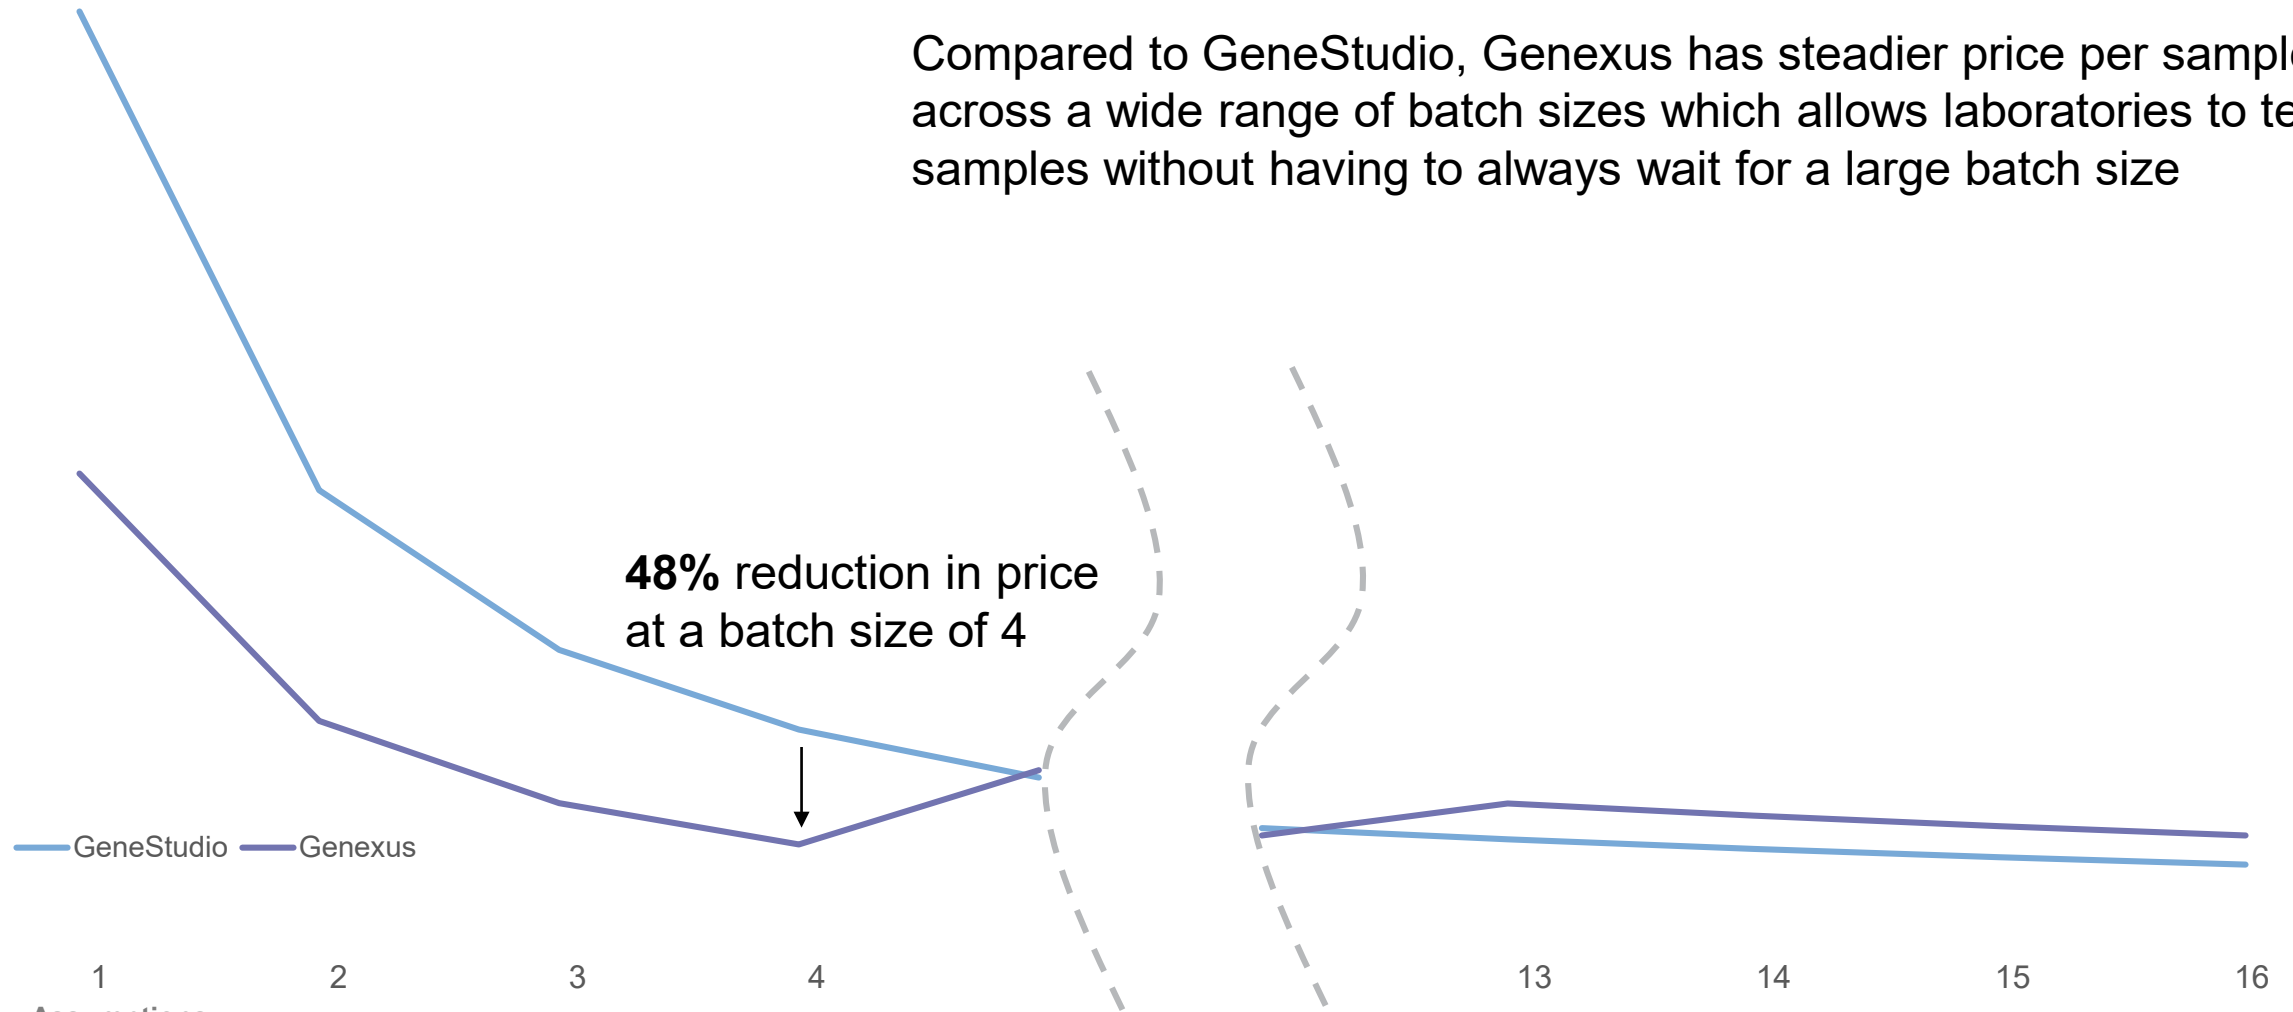 Compared to GeneStudio, Genexus has steadier price per sample
across a wide range of batch sizes which allows laboratories to te
samples without having to always wait for a large batch size
48% reduction in price
at a batch size of 4
GeneStudio Genexus
1 2 3 4 13 14 15 16